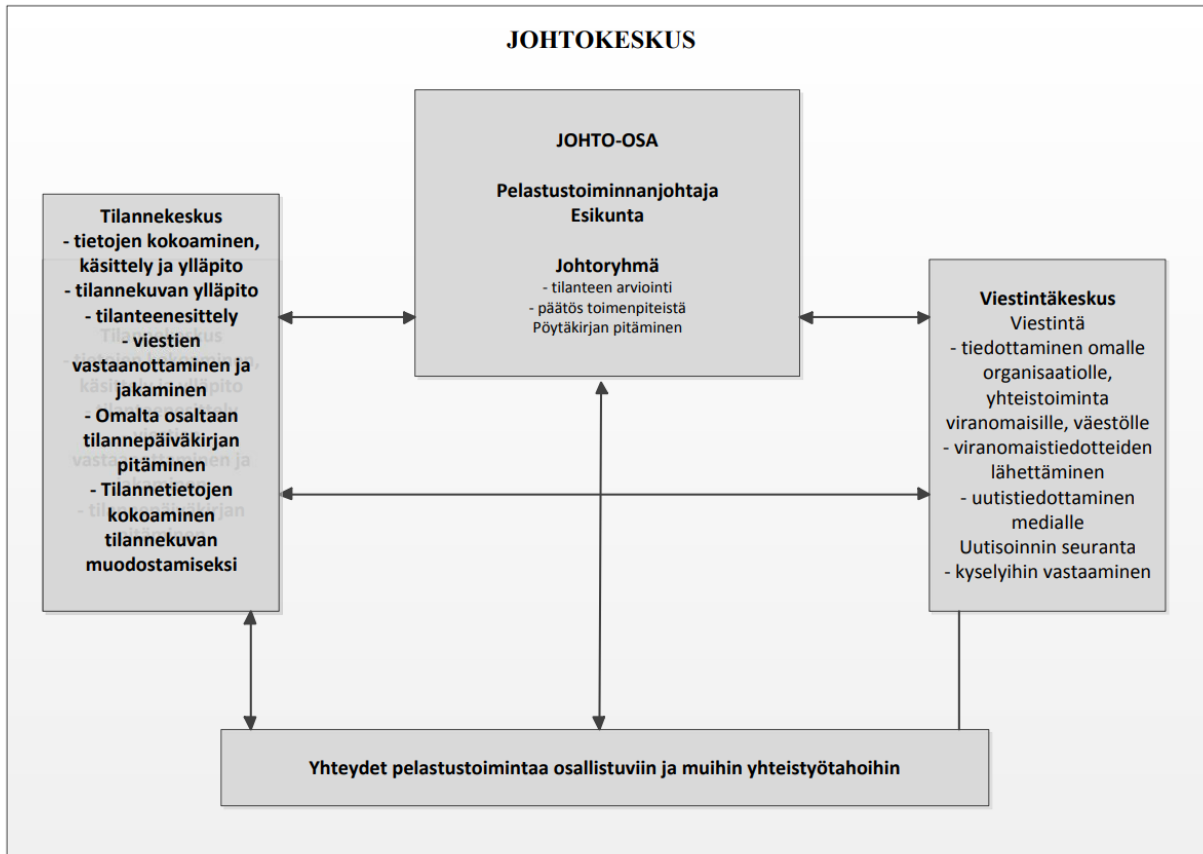 JOHTOKESKUS
JOHTO-OSA
Pelastustoiminnanjohtaja
Esikunta
Johtoryhmä
- tilanteen arviointi
- päätös toimenpiteistä
Pöytäkirjan pitäminen
Tilannekeskus
- tietojen kokoaminen,
käsittely ja ylläpito
- tilannekuvan ylläpito
- tilanteenesittely
- viestien
vastaanottaminen ja
jakaminen
- Omalta osaltaan
tilannepäiväkirjan
pitäminen
- Tilannetietojen
kokoaminen
tilannekuvan
muodostamiseksi
Viestintäkeskus
Viestintä
- tiedottaminen omalle
organisaatiolle,
yhteistoiminta
viranomaisille, väestölle
- viranomaistiedotteiden
lähettäminen
- uutistiedottaminen
medialle
Uutisoinnin seuranta
- kyselyihin vastaaminen
Yhteydet pelastustoimintaa osallistuviin ja muihin yhteistyötahoihin